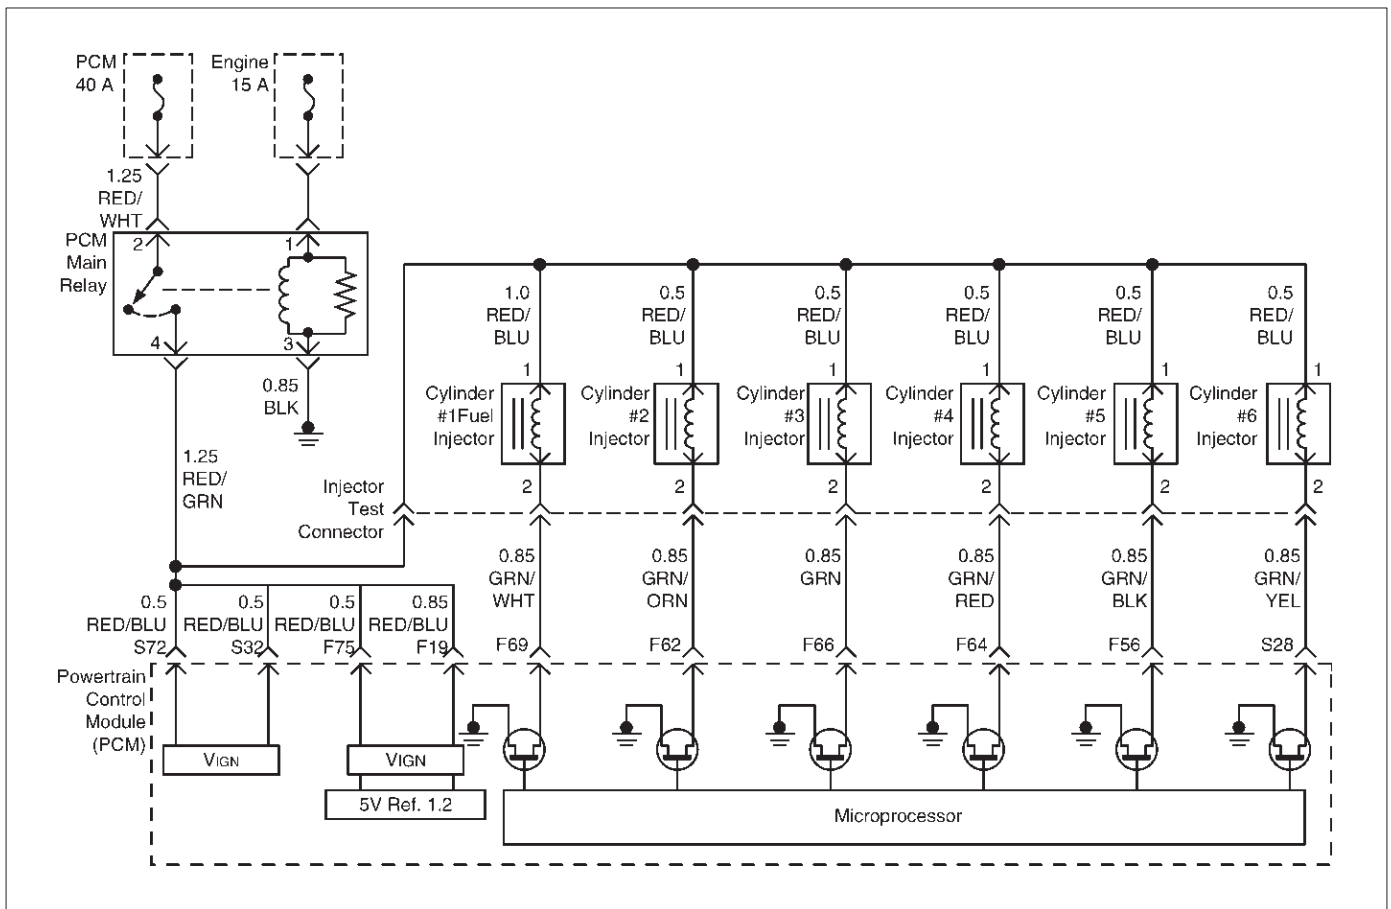 PCM
40 A
Engine
15 A
1.25
RED/
WHT
PCM
Main
Relay
2
1
4
3
0.85
BLK
1.25
RED/
GRN
1.0
RED/
BLU
0.5
RED/
BLU
0.5
RED/
BLU
0.5
RED/
BLU
0.5
RED/
BLU
0.5
RED/
BLU
1
1
1
1
1
1
Cylinder
#1Fuel
Injector
Cylinder
#2
Injector
Cylinder
#3
Injector
Cylinder
#4
Injector
Cylinder
#5
Injector
Cylinder
#6
Injector
2
2
2
2
2
2
Injector
Test
Connector
0.85
GRN/
WHT
0.85
GRN/
ORN
0.85
GRN
0.85
GRN/
RED
0.85
GRN/
BLK
0.85
GRN/
YEL
0.5
RED/BLU
S72
0.5
RED/BLU
S32
0.5
RED/BLU
F75
0.85
RED/BLU
F19
F69
F62
F66
F64
F56
S28
Powertrain
Control
Module
(PCM)
VIGN
VIGN
5V Ref. 1.2
Microprocessor